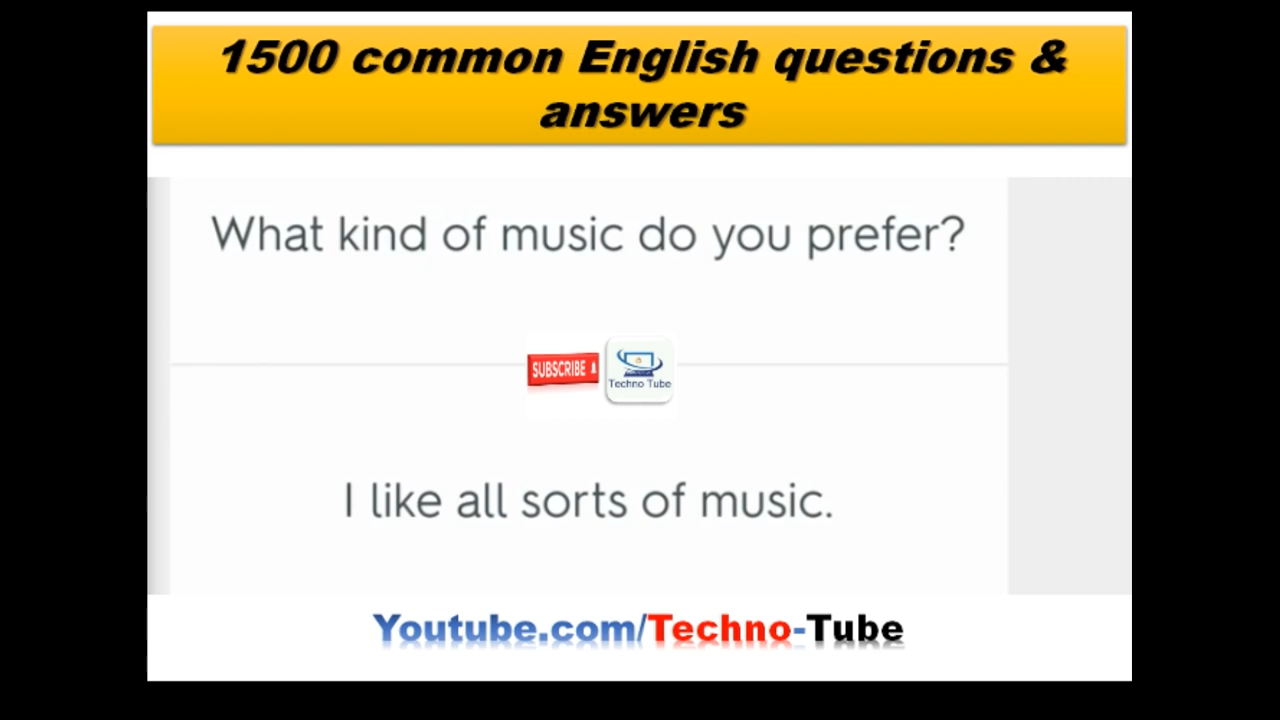 1500 common English questions &
answers
What kind of music do you prefer?
SUBSCRIBE
Techno Tube
I like all sorts of music.
Youtube.com/Techno-Tube